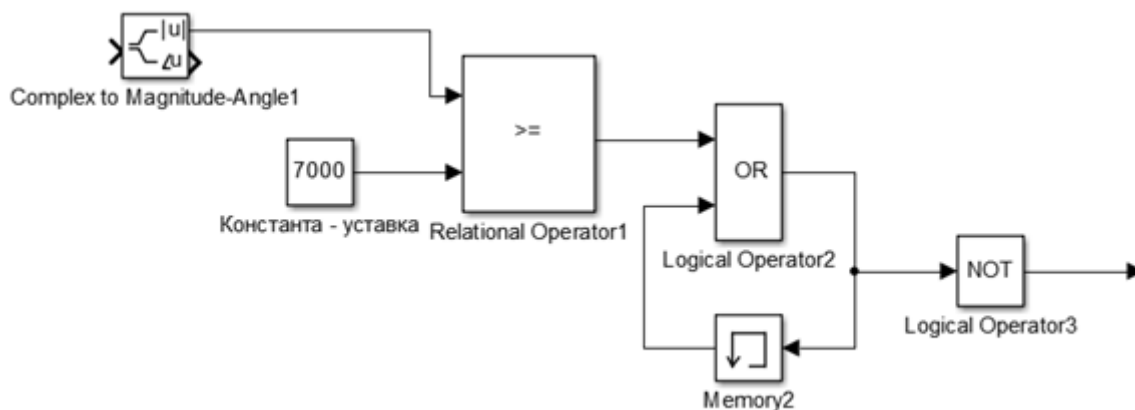 |u|
∠u
Complex to Magnitude-Angle1
>=
7000
OR
Константа - уставка
Relational Operator1
Logical Operator2
NOT
Logical Operator3
Memory2